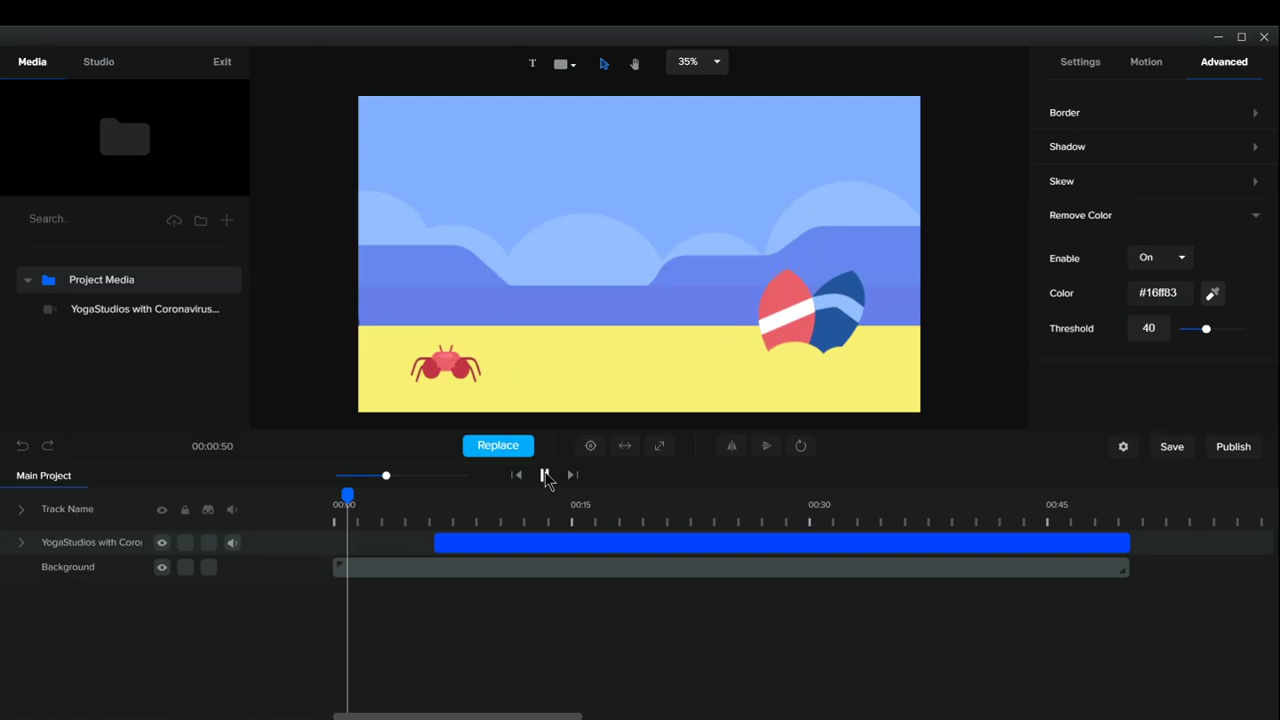 Media Studio Exit
T 35%
Settings Motion Advanced
Border
Shadow
Skew
Remove Color
Enable On
Color #16ff83
Threshold 40
Search..
Project Media
YogaStudios with Coronavirus...
00:00:50
Replace
Save Publish
Main Project
Track Name
00:00 00:15 00:30 00:45
YogaStudios with Coro
Background